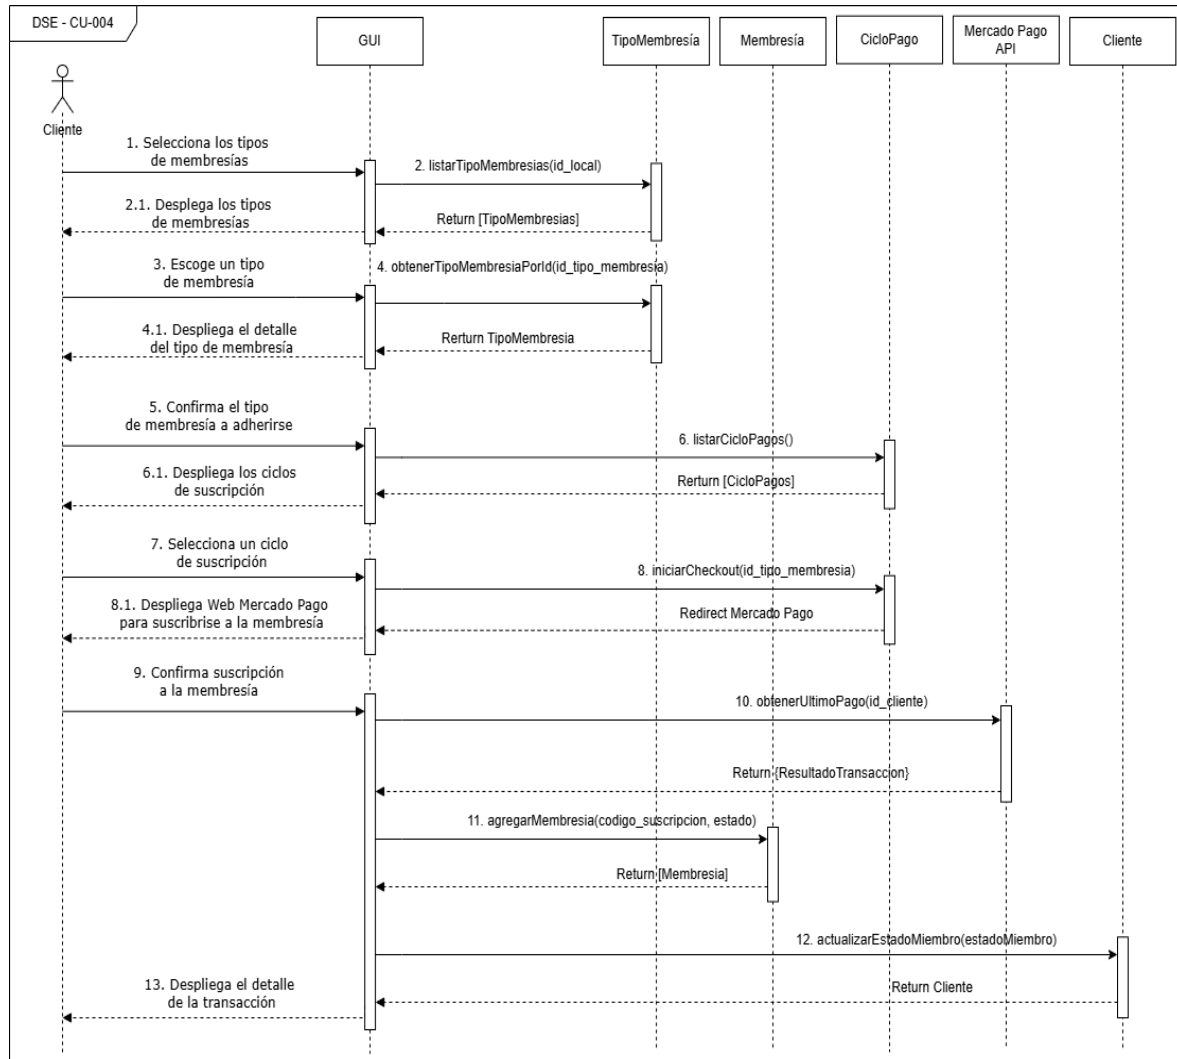 DSE - CU-004
GUI
TipoMembresía
Membresía
CicloPago
Mercado Pago
API
Cliente
Cliente
1. Selecciona los tipos
de membresías
2. listarTipoMembresias(id_local)
2.1. Desplega los tipos
de membresías
Return [TipoMembresias]
3. Escoge un tipo
de membresía
4. obtenerTipoMembresiaPorId(id_tipo_membresia)
4.1. Despliega el detalle
del tipo de membresía
Rerturn TipoMembresia
5. Confirma el tipo
de membresía a adherirse
6. listarCicloPagos()
6.1. Despliega los ciclos
de suscripción
Rerturn [CicloPagos]
7. Selecciona un ciclo
de suscripción
8. iniciarCheckout(id_tipo_membresia)
8.1. Despliega Web Mercado Pago
para suscribrise a la membresía
Redirect Mercado Pago
9. Confirma suscripción
a la membresía
10. obtenerUltimoPago(id_cliente)
Return {ResultadoTransaccion}
11. agregarMembresia(codigo_suscripcion, estado)
Return [Membresia]
12. actualizarEstadoMiembro(estadoMiembro)
13. Despliega el detalle
de la transacción
Return Cliente